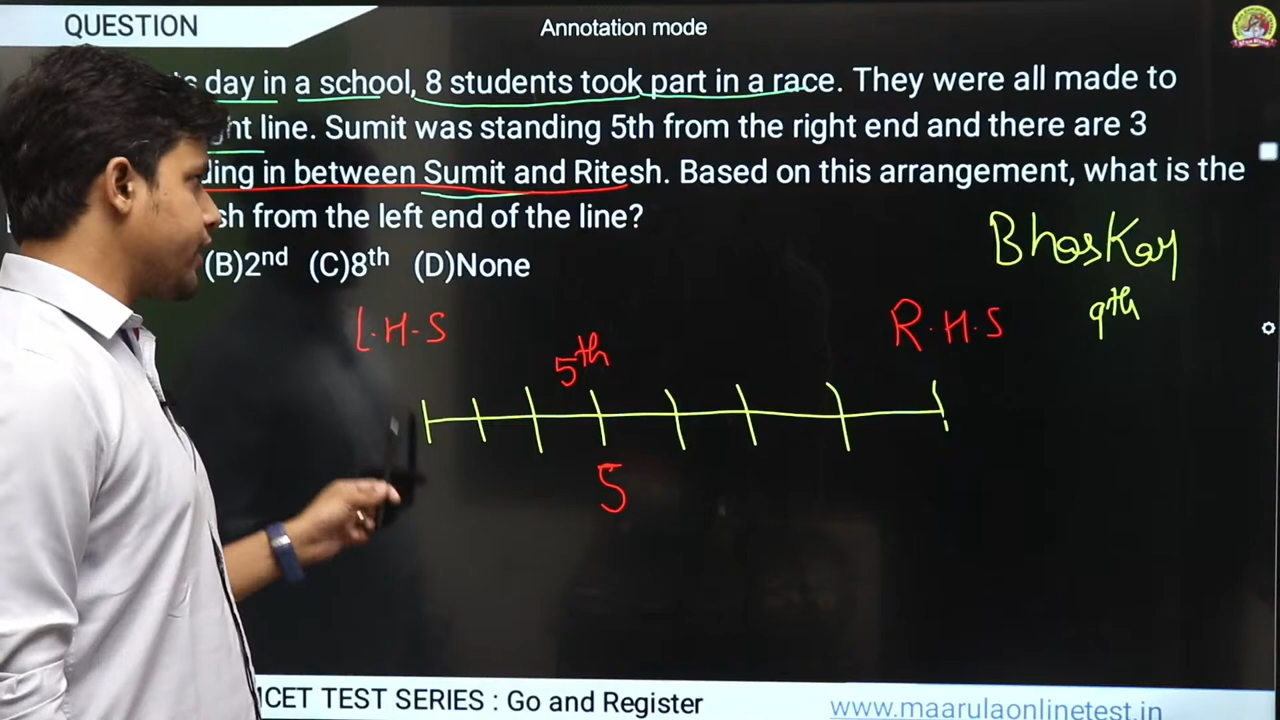 QUESTION
Annotation mode
day in a school, 8 students took part in a race. They were all made to
line. Sumit was standing 5th from the right end and there are 3
in between Sumit and Ritesh. Based on this arrangement, what is the
from the left end of the line?
(B)2nd (C)8th (D)None
Bhaskar
9th
L.H.S
R.H.S
5th
5
TEST SERIES : Go and Register
www.maarulaonlinetest.in